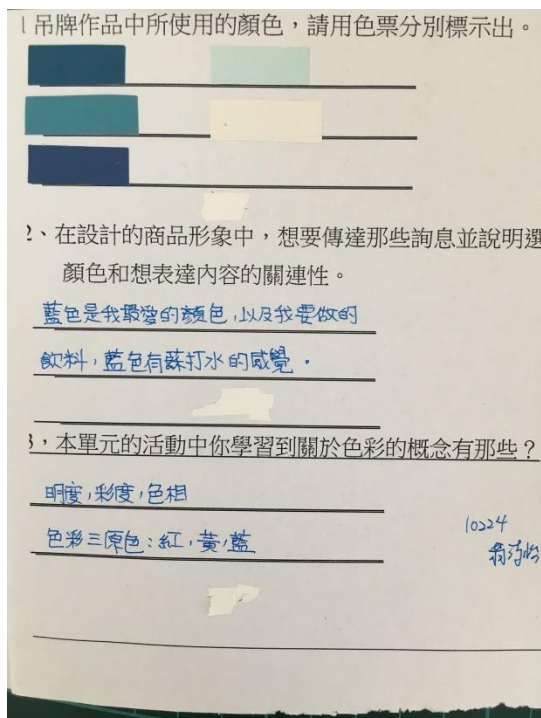 1 吊牌作品中所使用的顏色，請用色票分別標示出。
2、在設計的商品形象中，想要傳達那些詢息並說明選
顏色和想表達內容的關連性。
藍色是我最愛的顏色，以及我要做的
飲料，藍色有蘇打水的感覺。
3，本單元的活動中你學習到關於色彩的概念有那些？
明度，彩度，色相
色彩三原色：紅，黃，藍
10224